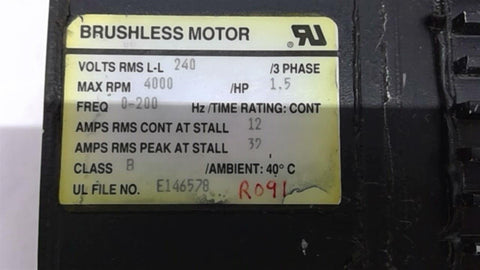 BRUSHLESS MOTOR
VOLTS RMS L-L 240 /3 PHASE
MAX RPM 4000 /HP 1.5
FREQ 0-200 Hz /TIME RATING: CONT
AMPS RMS CONT AT STALL 12
AMPS RMS PEAK AT STALL
CLASS B /AMBIENT: 40° C
UL FILE NO. E146578 R091